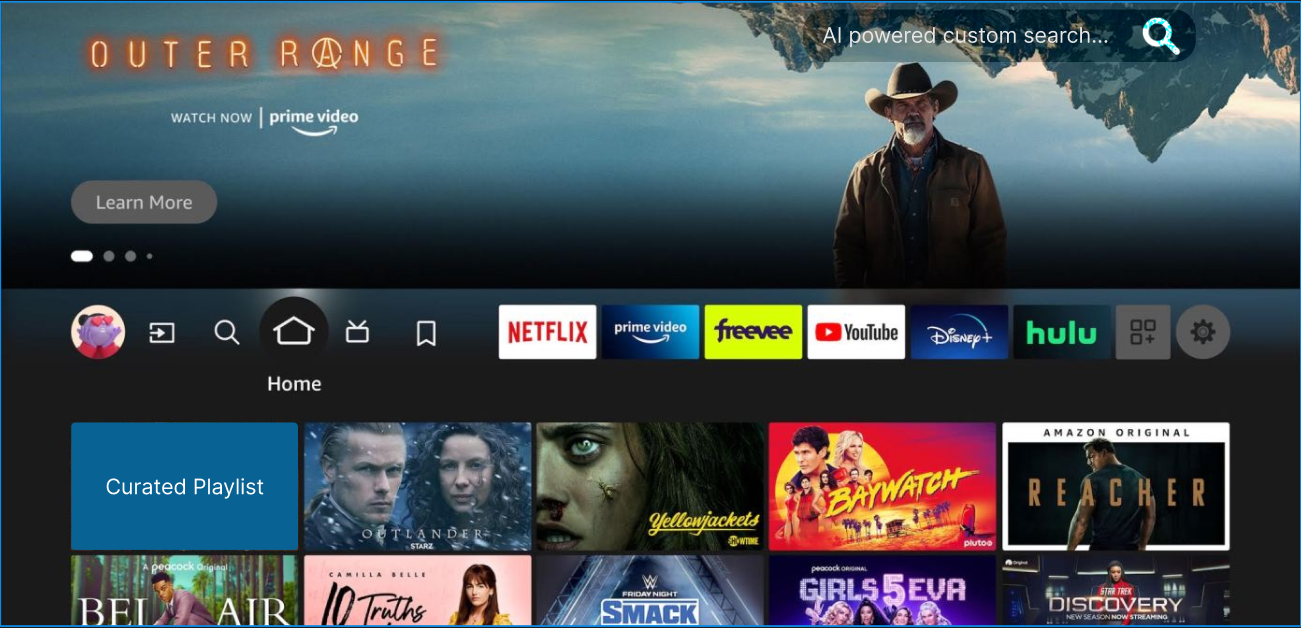 OUTER RANGE
AI powered custom search...
WATCH NOW | prime video
Learn More
NETFLIX
prime video
freevee
YouTube
Disney+
hulu
Home
Curated Playlist
OUTLANDER
STARZ
Yellowjackets
SHOWTIME
BAYWATCH
pluto tv
AMAZON ORIGINAL
REACHER
A peacock Original
BEL AIR
CAMILLA BELLE
10 Truths
W
FRIDAY NIGHT
SMACK
peacock ORIGINAL
GIRLS5EVA
Original
STAR TREK
DISCOVERY
NEW SEASON NOW STREAMING